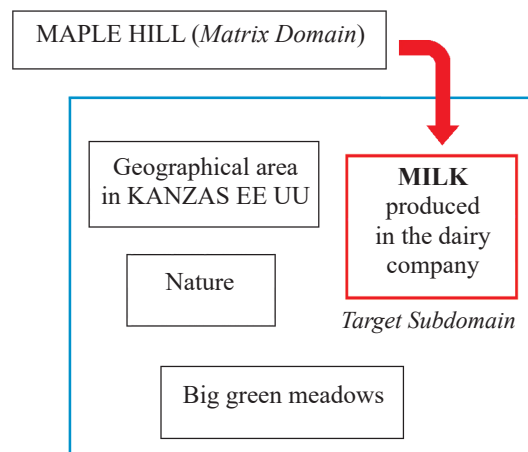 MAPLE HILL (Matrix Domain)
Geographical area
in KANZAS EE UU
MILK
produced
in the dairy
company
Nature
Target Subdomain
Big green meadows